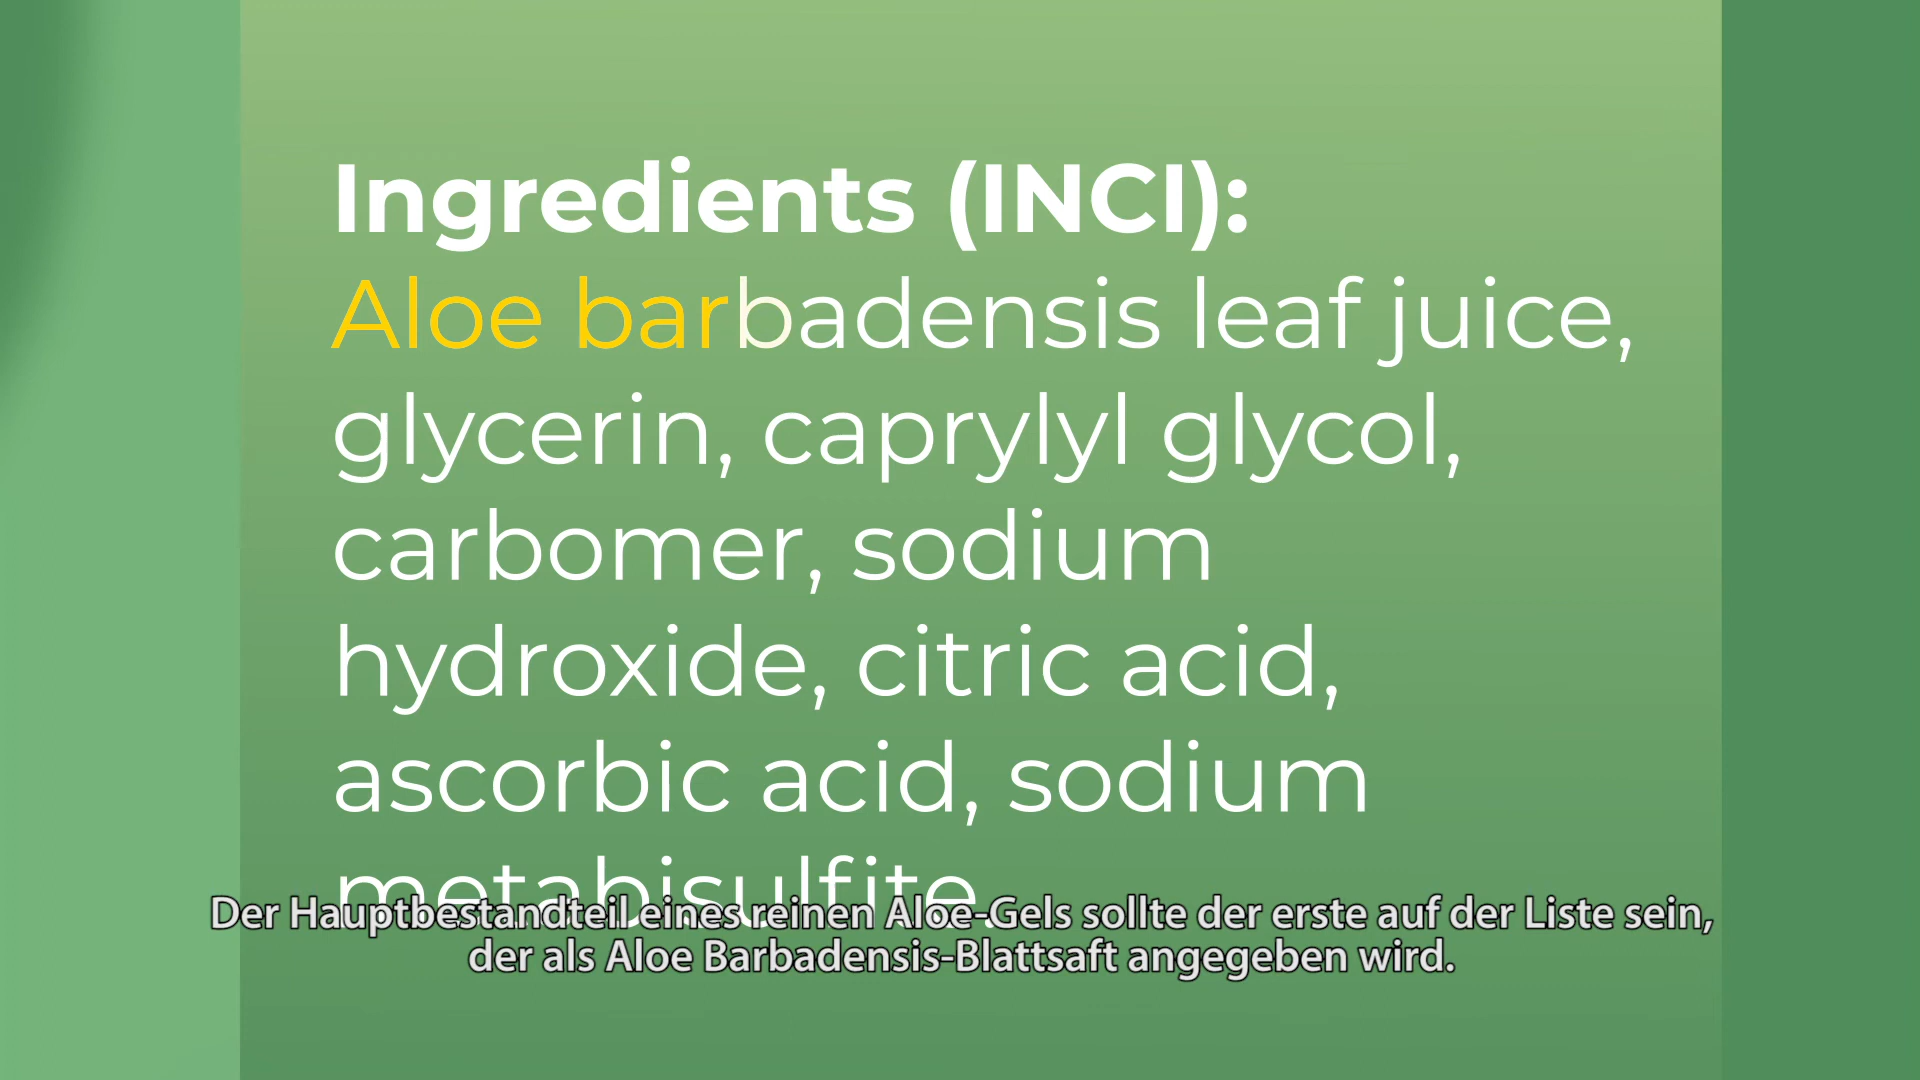 Ingredients (INCI):
Aloe barbadensis leaf juice,
glycerin, caprylyl glycol,
carbomer, sodium
hydroxide, citric acid,
ascorbic acid, sodium
metabisulfite.
Der Hauptbestandteil eines reinen Aloe-Gels sollte der erste auf der Liste sein,
der als Aloe Barbadensis-Blattsaft angegeben wird.